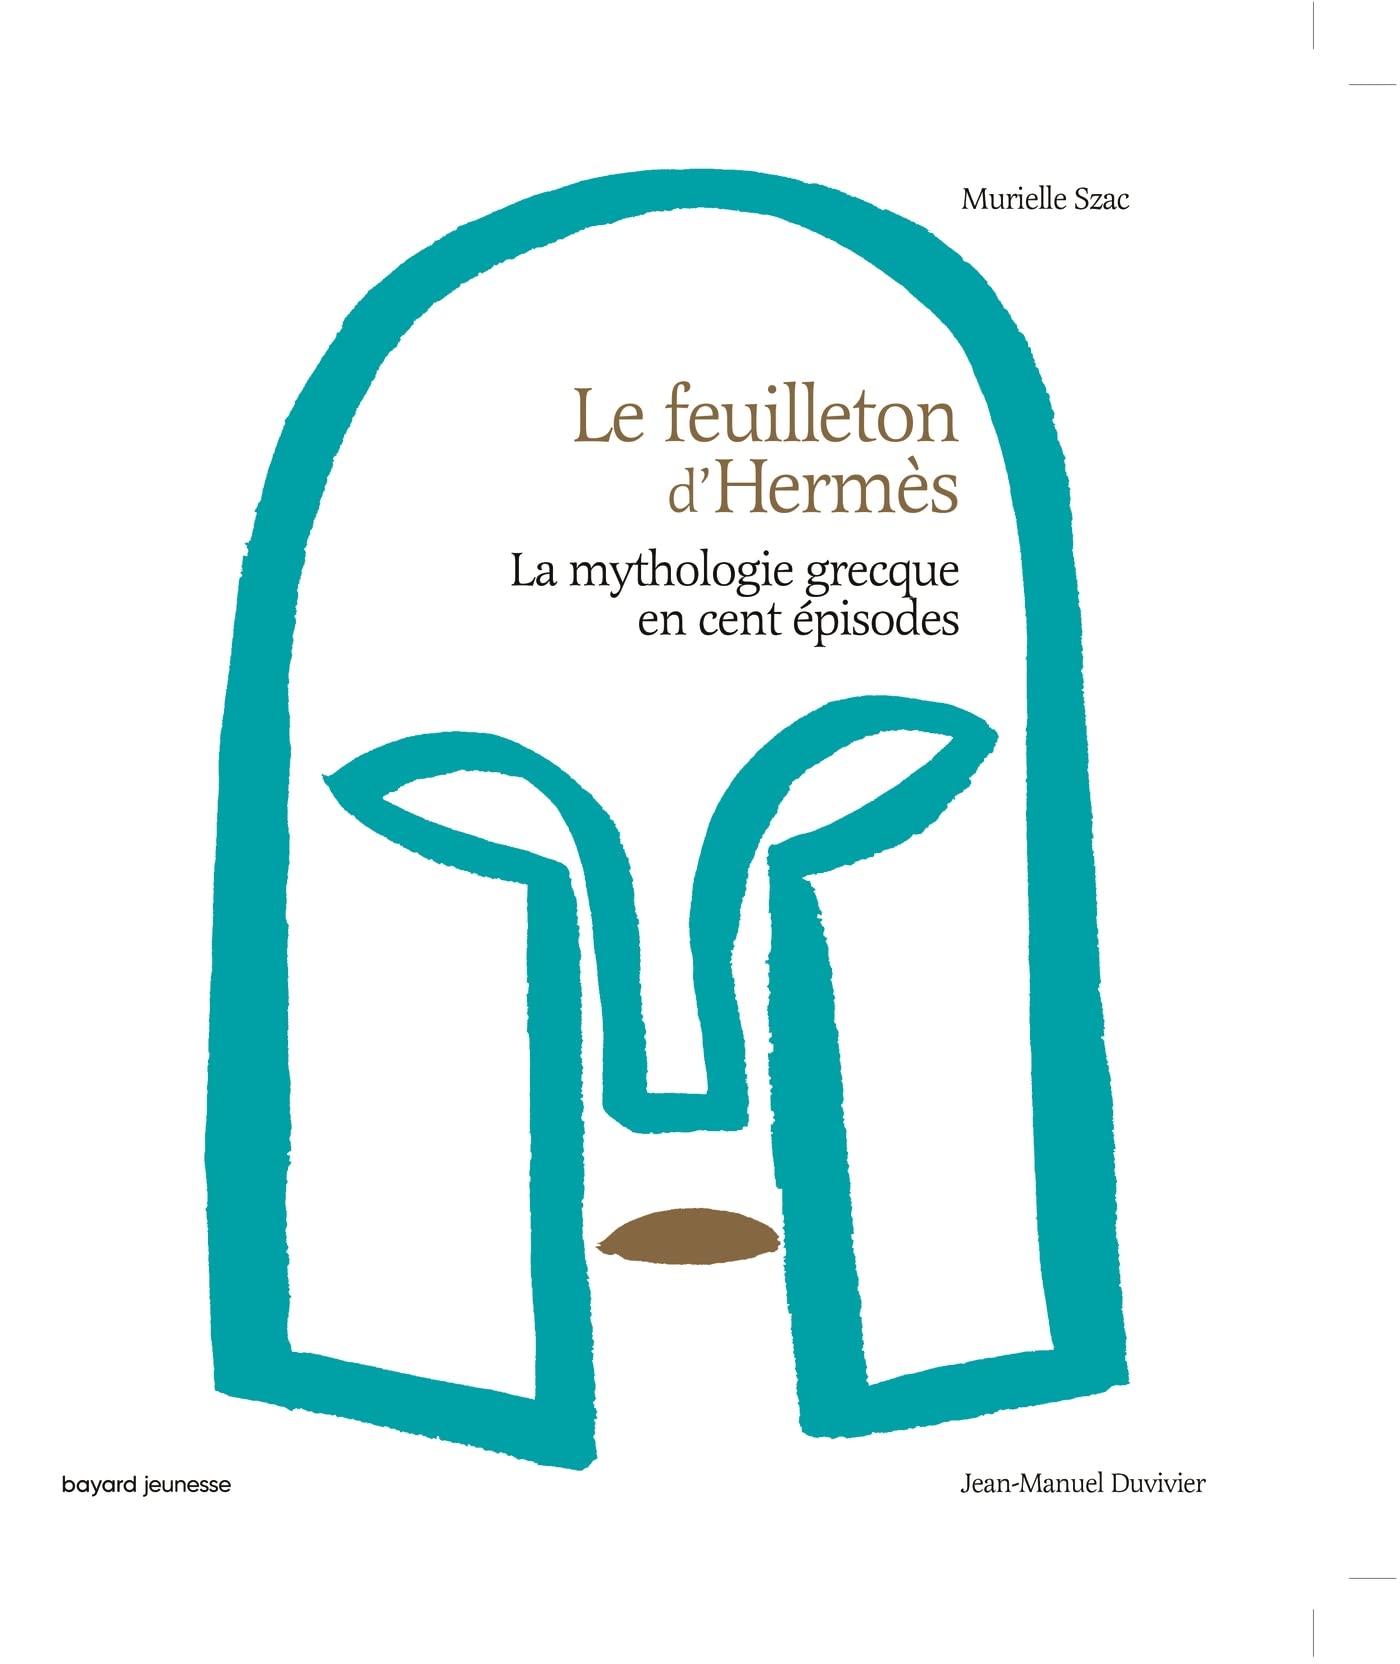 Murielle Szac
Le feuilleton
d’Hermès
La mythologie grecque
en cent épisodes
bayard jeunesse
Jean-Manuel Duvivier